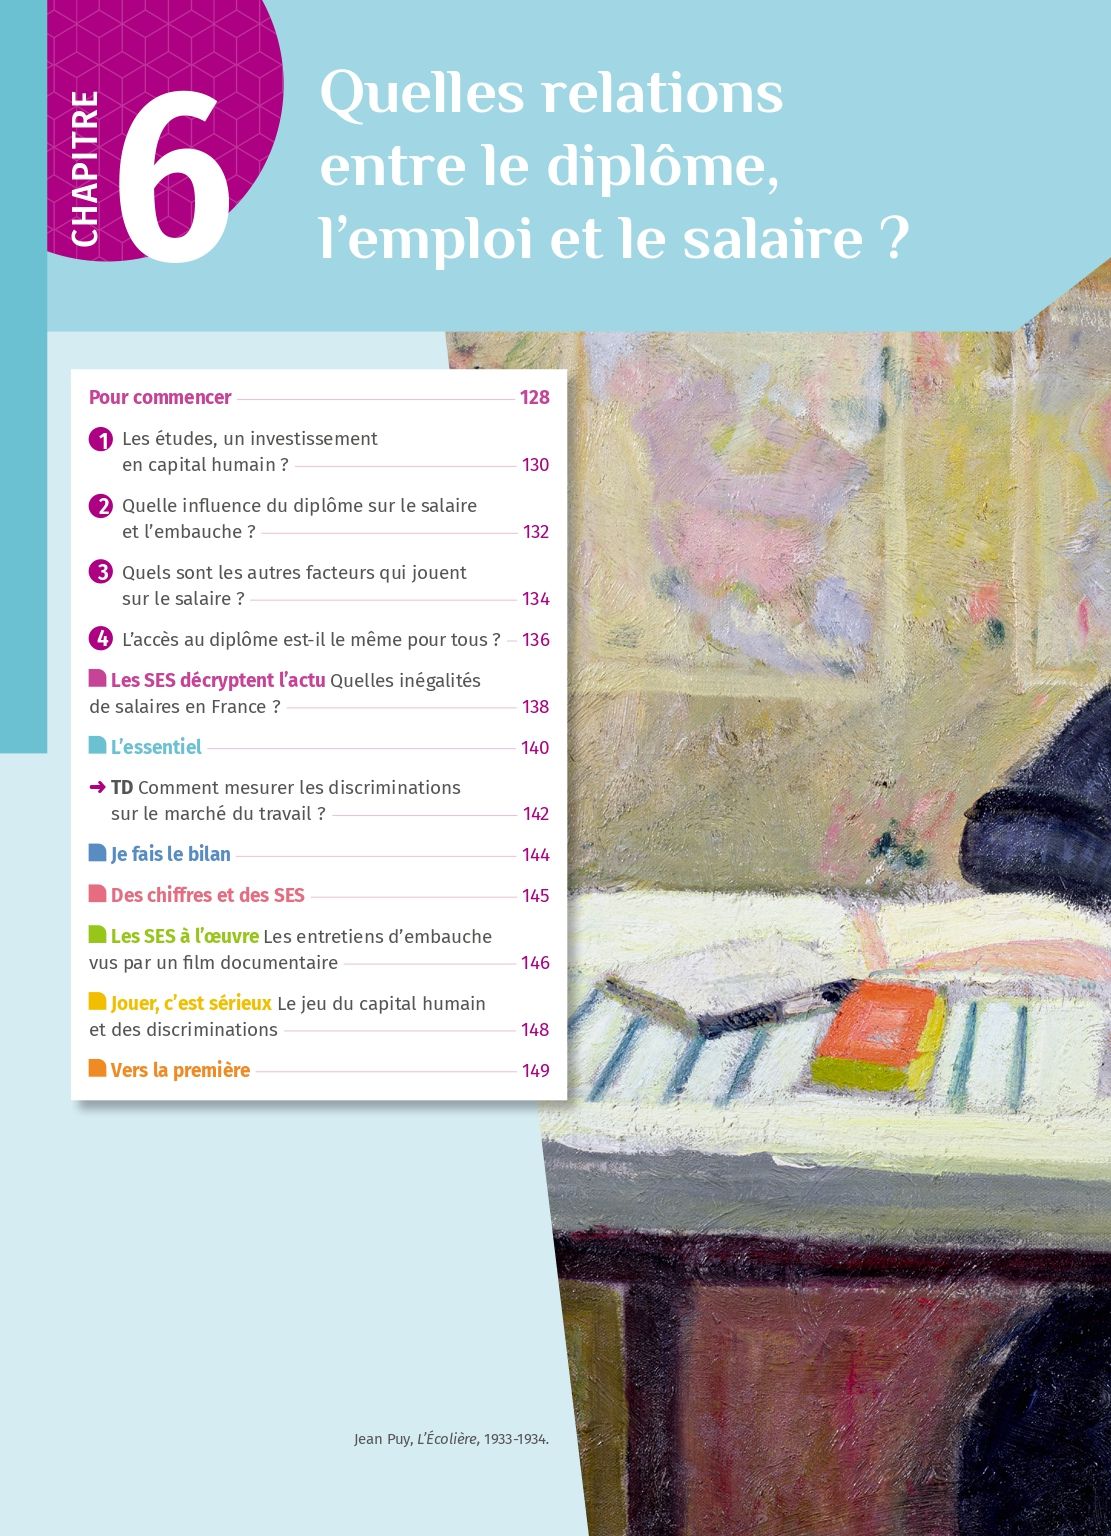 CHAPITRE
6
Quelles relations
entre le diplôme,
l’emploi et le salaire ?
Pour commencer 128
1 Les études, un investissement
en capital humain ? 130
2 Quelle influence du diplôme sur le salaire
et l’embauche ? 132
3 Quels sont les autres facteurs qui jouent
sur le salaire ? 134
4 L’accès au diplôme est-il le même pour tous ? 136
Les SES décryptent l’actu Quelles inégalités
de salaires en France ? 138
L’essentiel 140
➜ TD Comment mesurer les discriminations
sur le marché du travail ? 142
Je fais le bilan 144
Des chiffres et des SES 145
Les SES à l’œuvre Les entretiens d’embauche
vus par un film documentaire 146
Jouer, c’est sérieux Le jeu du capital humain
et des discriminations 148
Vers la première 149
Jean Puy, L’Écolière, 1933-1934.